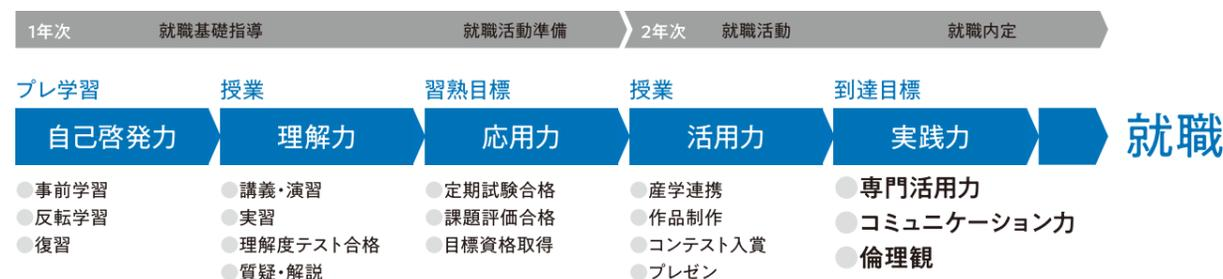 1年次 就職基礎指導 就職活動準備 2年次 就職活動 就職内定
プレ学習 授業 習熟目標 授業 到達目標
自己啓発力 理解力 応用力 活用力 実践力 就職
●事前学習
●反転学習
●復習
●講義・演習
●実習
●理解度テスト合格
●質疑・解説
●定期試験合格
●課題評価合格
●目標資格取得
●産学連携
●作品制作
●コンテスト入賞
●プレゼン
●専門活用力
●コミュニケーション力
●倫理観